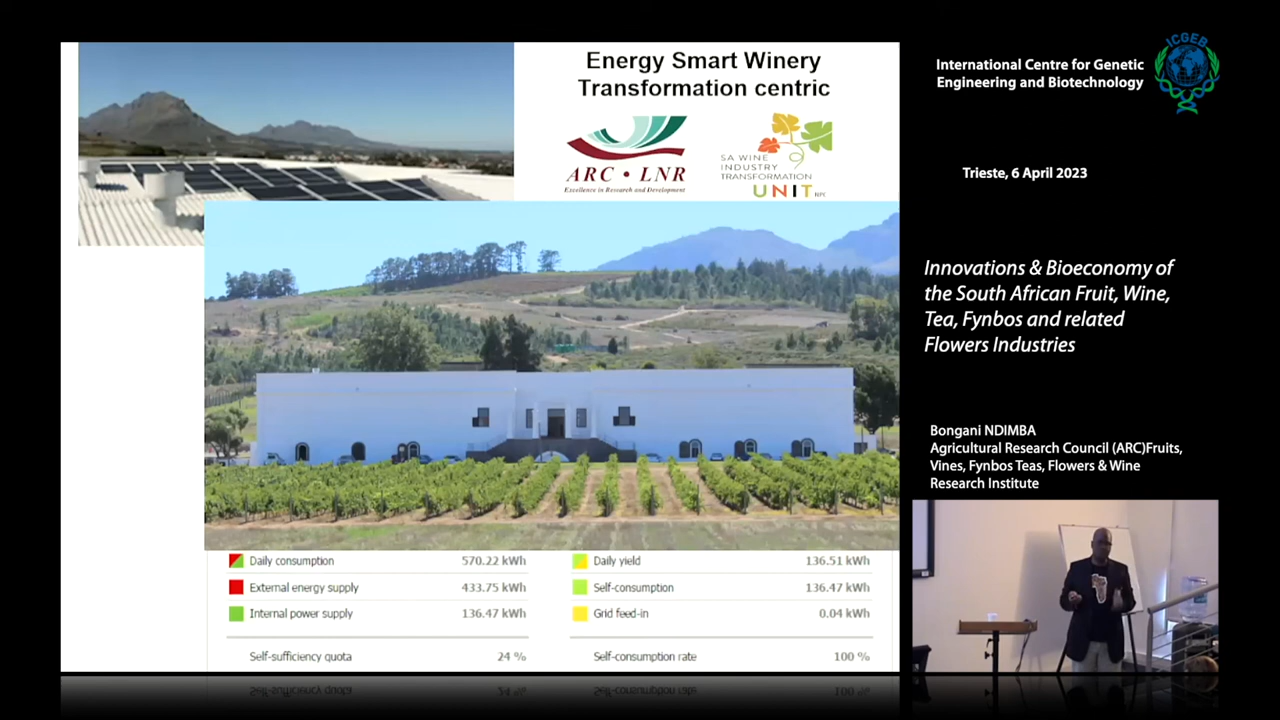 Energy Smart Winery
Transformation centric
ARC • LNR
Excellence in Research and Development
SA WINE
INDUSTRY
TRANSFORMATION
UNIT NPC
Daily consumption 570.22 kWh
External energy supply 433.75 kWh
Internal power supply 136.47 kWh
Self-sufficiency quota 24 %
Daily yield 136.51 kWh
Self-consumption 136.47 kWh
Grid feed-in 0.04 kWh
Self-consumption rate 100 %
International Centre for Genetic
Engineering and Biotechnology
ICGEB
Trieste, 6 April 2023
Innovations & Bioeconomy of
the South African Fruit, Wine,
Tea, Fynbos and related
Flowers Industries
Bongani NDIMBA
Agricultural Research Council (ARC)Fruits,
Vines, Fynbos Teas, Flowers & Wine
Research Institute